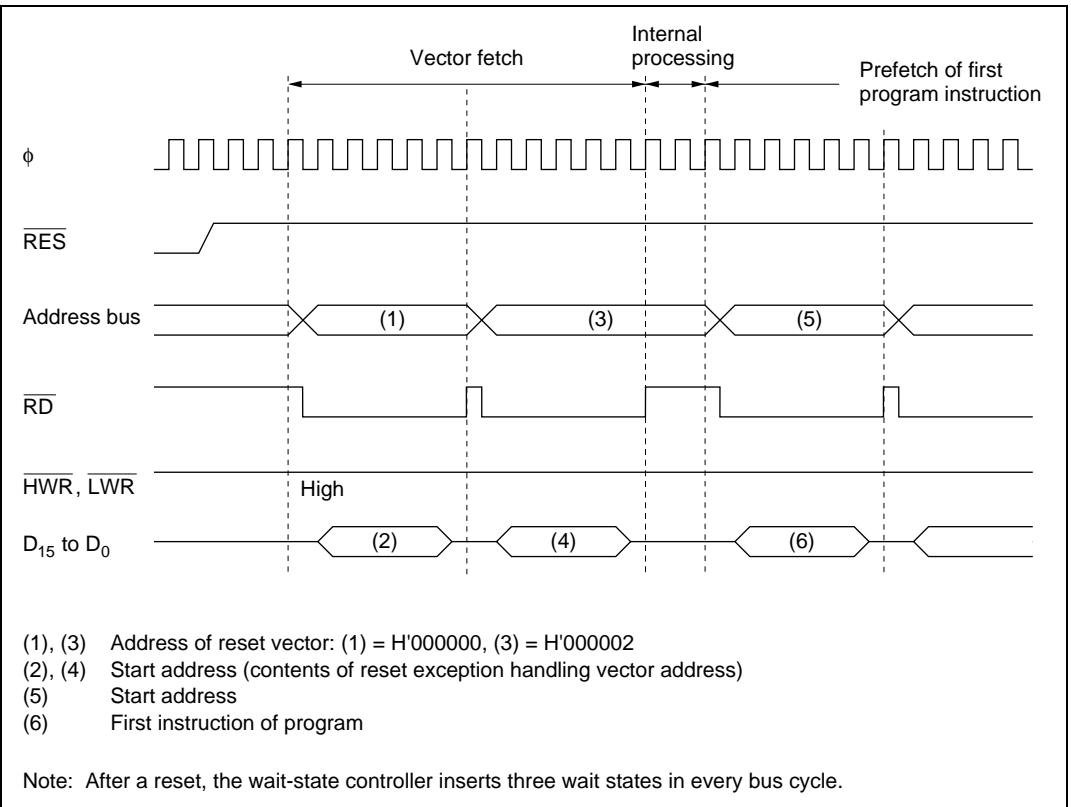 Vector fetch
Internal
processing
Prefetch of first
program instruction
φ
RES
Address bus
(1)
(3)
(5)
RD
HWR, LWR
High
D15 to D0
(2)
(4)
(6)
(1), (3) Address of reset vector: (1) = H'000000, (3) = H'000002
(2), (4) Start address (contents of reset exception handling vector address)
(5) Start address
(6) First instruction of program
Note: After a reset, the wait-state controller inserts three wait states in every bus cycle.